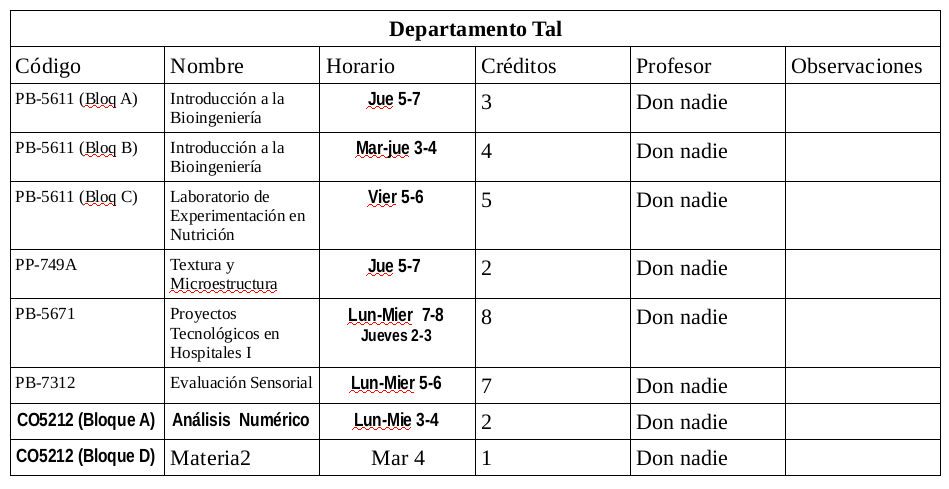 Departamento Tal
Código Nombre Horario Créditos Profesor Observaciones
PB-5611 (Bloq A) Introducción a la Jue 5-7 3 Don nadie
Bioingeniería
PB-5611 (Bloq B) Introducción a la Mar-jue 3-4 4 Don nadie
Bioingeniería
PB-5611 (Bloq C) Laboratorio de Vier 5-6 5 Don nadie
Experimentación en
Nutrición
PP-749A Textura y Jue 5-7 2 Don nadie
Microestructura
PB-5671 Proyectos Lun-Mier 7-8 8 Don nadie
Tecnológicos en Jueves 2-3
Hospitales I
PB-7312 Evaluación Sensorial Lun-Mier 5-6 7 Don nadie
CO5212 (Bloque A) Análisis Numérico Lun-Mie 3-4 2 Don nadie
CO5212 (Bloque D) Materia2 Mar 4 1 Don nadie